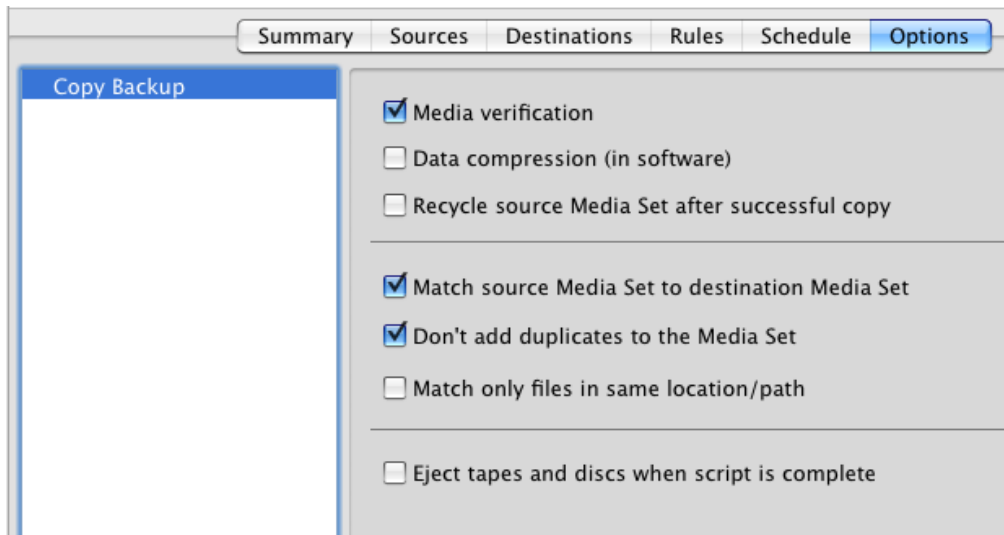 Summary Sources Destinations Rules Schedule Options
Copy Backup
Media verification
Data compression (in software)
Recycle source Media Set after successful copy
Match source Media Set to destination Media Set
Don't add duplicates to the Media Set
Match only files in same location/path
Eject tapes and discs when script is complete